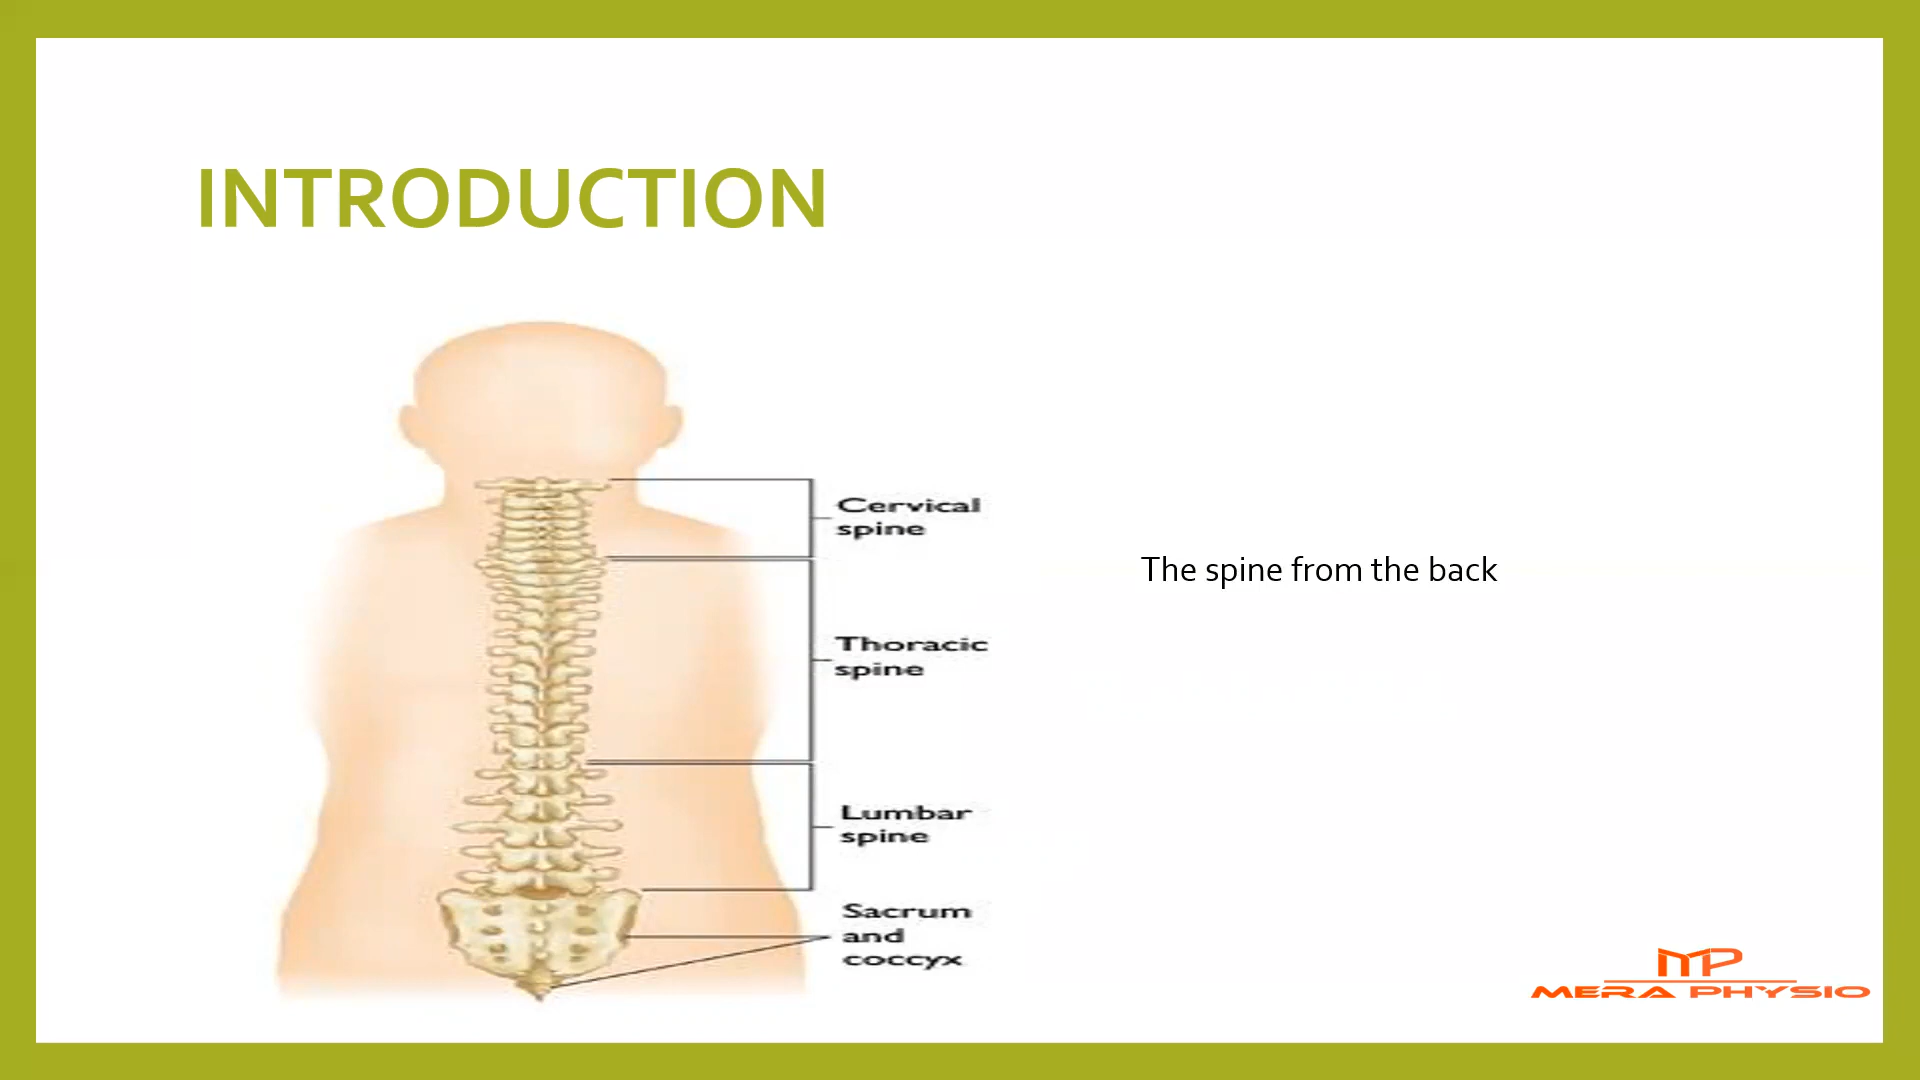 INTRODUCTION
Cervical
spine
The spine from the back
Thoracic
spine
Lumbar
spine
Sacrum
and
coccyx
MP
MERA PHYSIO